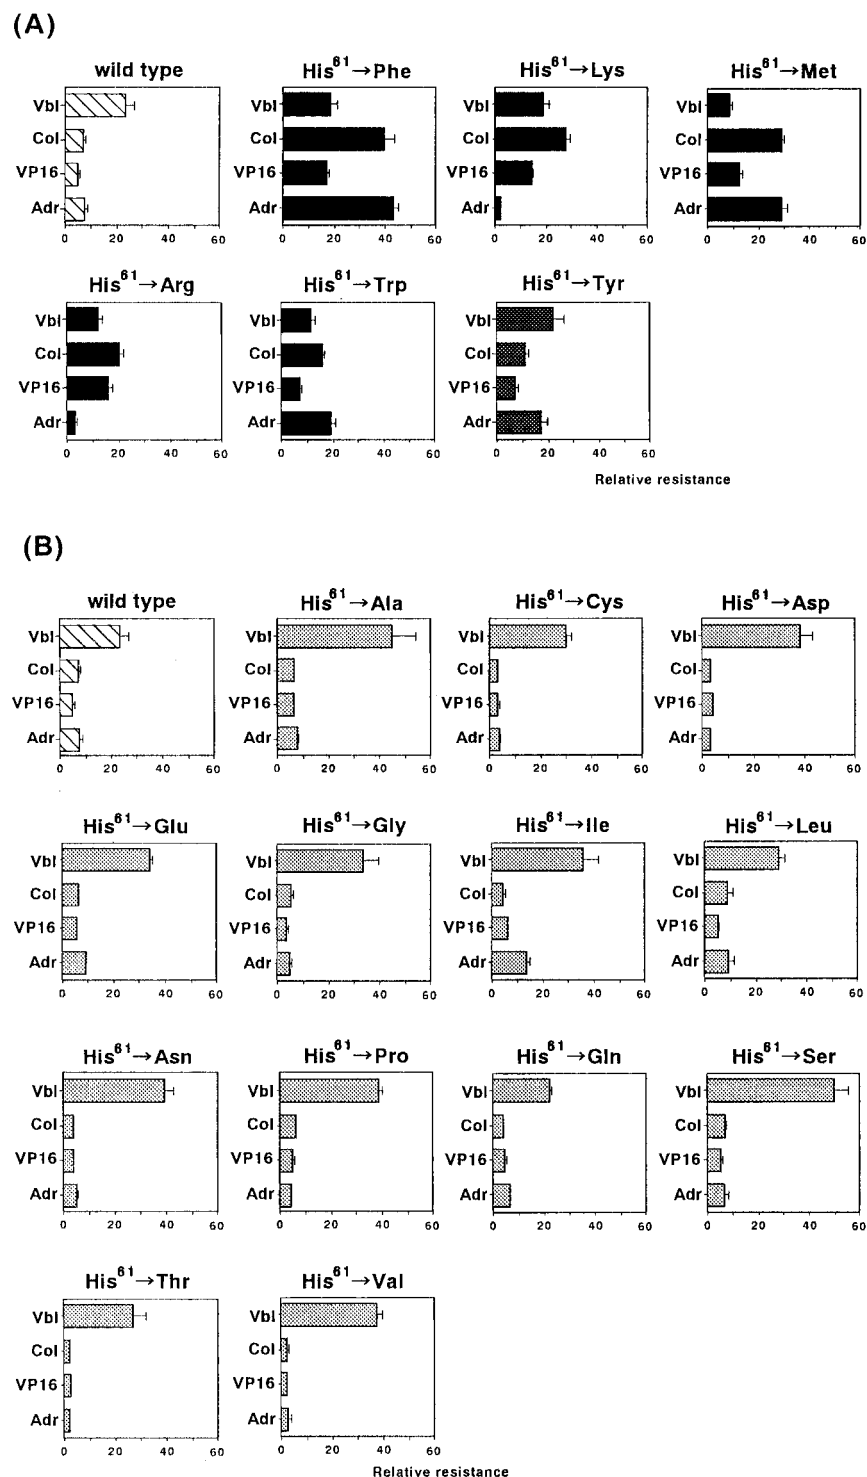 (A)
wild type
Vbl
Col
VP16
Adr
0 20 40 60
His61→Phe
Vbl
Col
VP16
Adr
0 20 40 60
His61→Lys
Vbl
Col
VP16
Adr
0 20 40 60
His61→Met
Vbl
Col
VP16
Adr
0 20 40 60
His61→Arg
Vbl
Col
VP16
Adr
0 20 40 60
His61→Trp
Vbl
Col
VP16
Adr
0 20 40 60
His61→Tyr
Vbl
Col
VP16
Adr
0 20 40 60
Relative resistance
(B)
wild type
Vbl
Col
VP16
Adr
0 20 40 60
His61→Ala
Vbl
Col
VP16
Adr
0 20 40 60
His61→Cys
Vbl
Col
VP16
Adr
0 20 40 60
His61→Asp
Vbl
Col
VP16
Adr
0 20 40 60
His61→Glu
Vbl
Col
VP16
Adr
0 20 40 60
His61→Gly
Vbl
Col
VP16
Adr
0 20 40 60
His61→Ile
Vbl
Col
VP16
Adr
0 20 40 60
His61→Leu
Vbl
Col
VP16
Adr
0 20 40 60
His61→Asn
Vbl
Col
VP16
Adr
0 20 40 60
His61→Pro
Vbl
Col
VP16
Adr
0 20 40 60
His61→Gln
Vbl
Col
VP16
Adr
0 20 40 60
His61→Ser
Vbl
Col
VP16
Adr
0 20 40 60
His61→Thr
Vbl
Col
VP16
Adr
0 20 40 60
His61→Val
Vbl
Col
VP16
Adr
0 20 40 60
Relative resistance